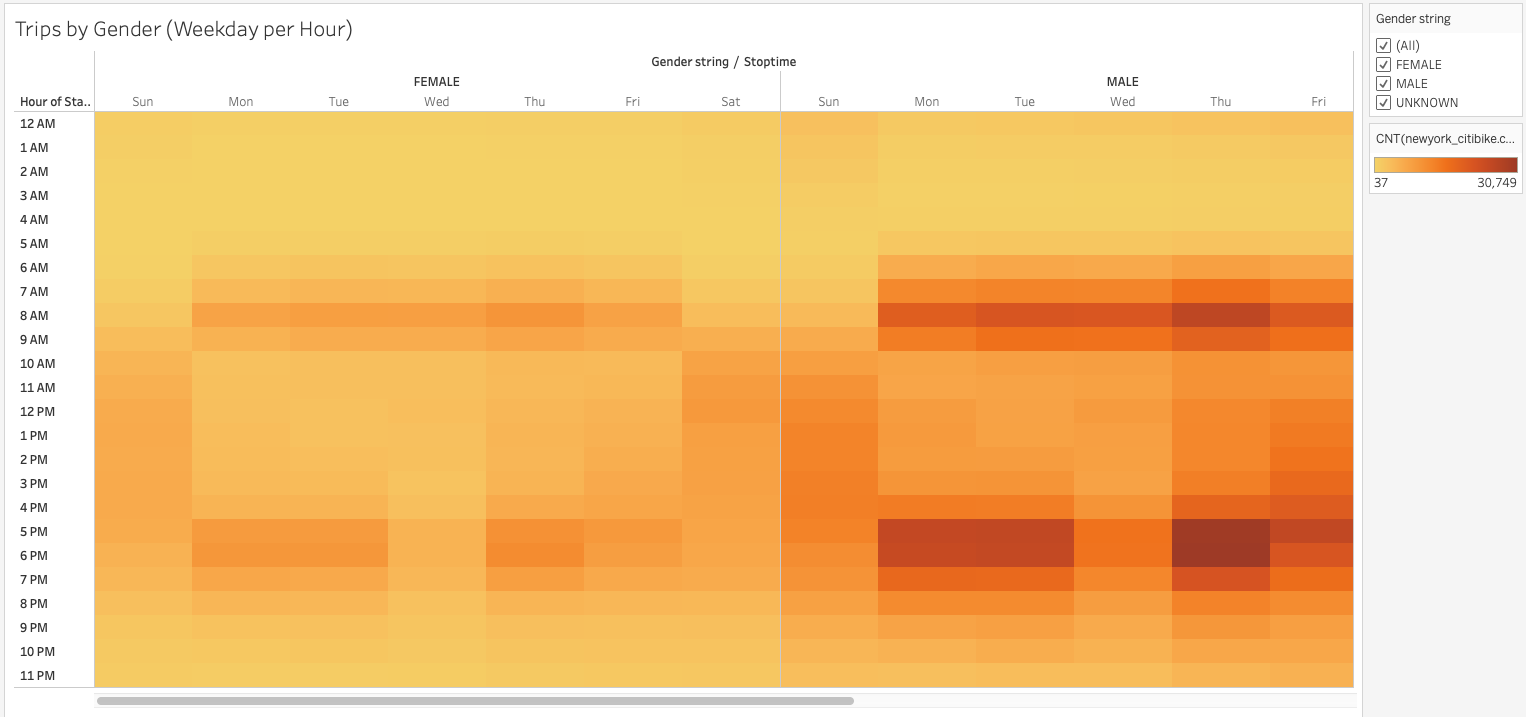 Trips by Gender (Weekday per Hour)
Gender string / Stoptime
FEMALE MALE
Hour of Sta.. Sun Mon Tue Wed Thu Fri Sat Sun Mon Tue Wed Thu Fri
12 AM
1 AM
2 AM
3 AM
4 AM
5 AM
6 AM
7 AM
8 AM
9 AM
10 AM
11 AM
12 PM
1 PM
2 PM
3 PM
4 PM
5 PM
6 PM
7 PM
8 PM
9 PM
10 PM
11 PM
Gender string
(All)
FEMALE
MALE
UNKNOWN
CNT(newyork_citibike.c...
37 30,749